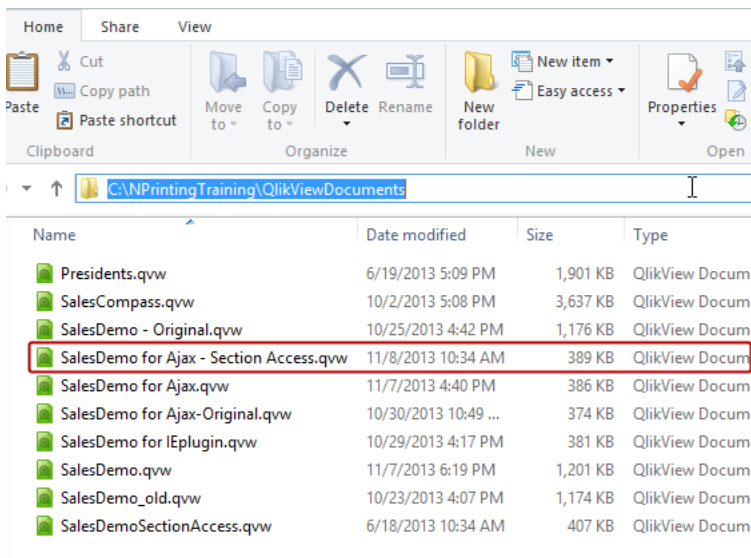 Home Share View
Cut
Copy path
Paste shortcut
Paste
Move to
Copy to
Delete
Rename
New folder
New item
Easy access
Properties
Clipboard Organize New Open
C:\NPrintingTraining\QlikViewDocuments
Name Date modified Size Type
Presidents.qvw 6/19/2013 5:09 PM 1,901 KB QlikView Docum
SalesCompass.qvw 10/2/2013 5:08 PM 3,637 KB QlikView Docum
SalesDemo - Original.qvw 10/25/2013 4:42 PM 1,176 KB QlikView Docum
SalesDemo for Ajax - Section Access.qvw 11/8/2013 10:34 AM 389 KB QlikView Docum
SalesDemo for Ajax.qvw 11/7/2013 4:40 PM 386 KB QlikView Docum
SalesDemo for Ajax-Original.qvw 10/30/2013 10:49 ... 374 KB QlikView Docum
SalesDemo for IEplugin.qvw 10/29/2013 4:17 PM 381 KB QlikView Docum
SalesDemo.qvw 11/7/2013 6:19 PM 1,201 KB QlikView Docum
SalesDemo_old.qvw 10/23/2013 4:07 PM 1,174 KB QlikView Docum
SalesDemoSectionAccess.qvw 6/18/2013 10:34 AM 407 KB QlikView Docum